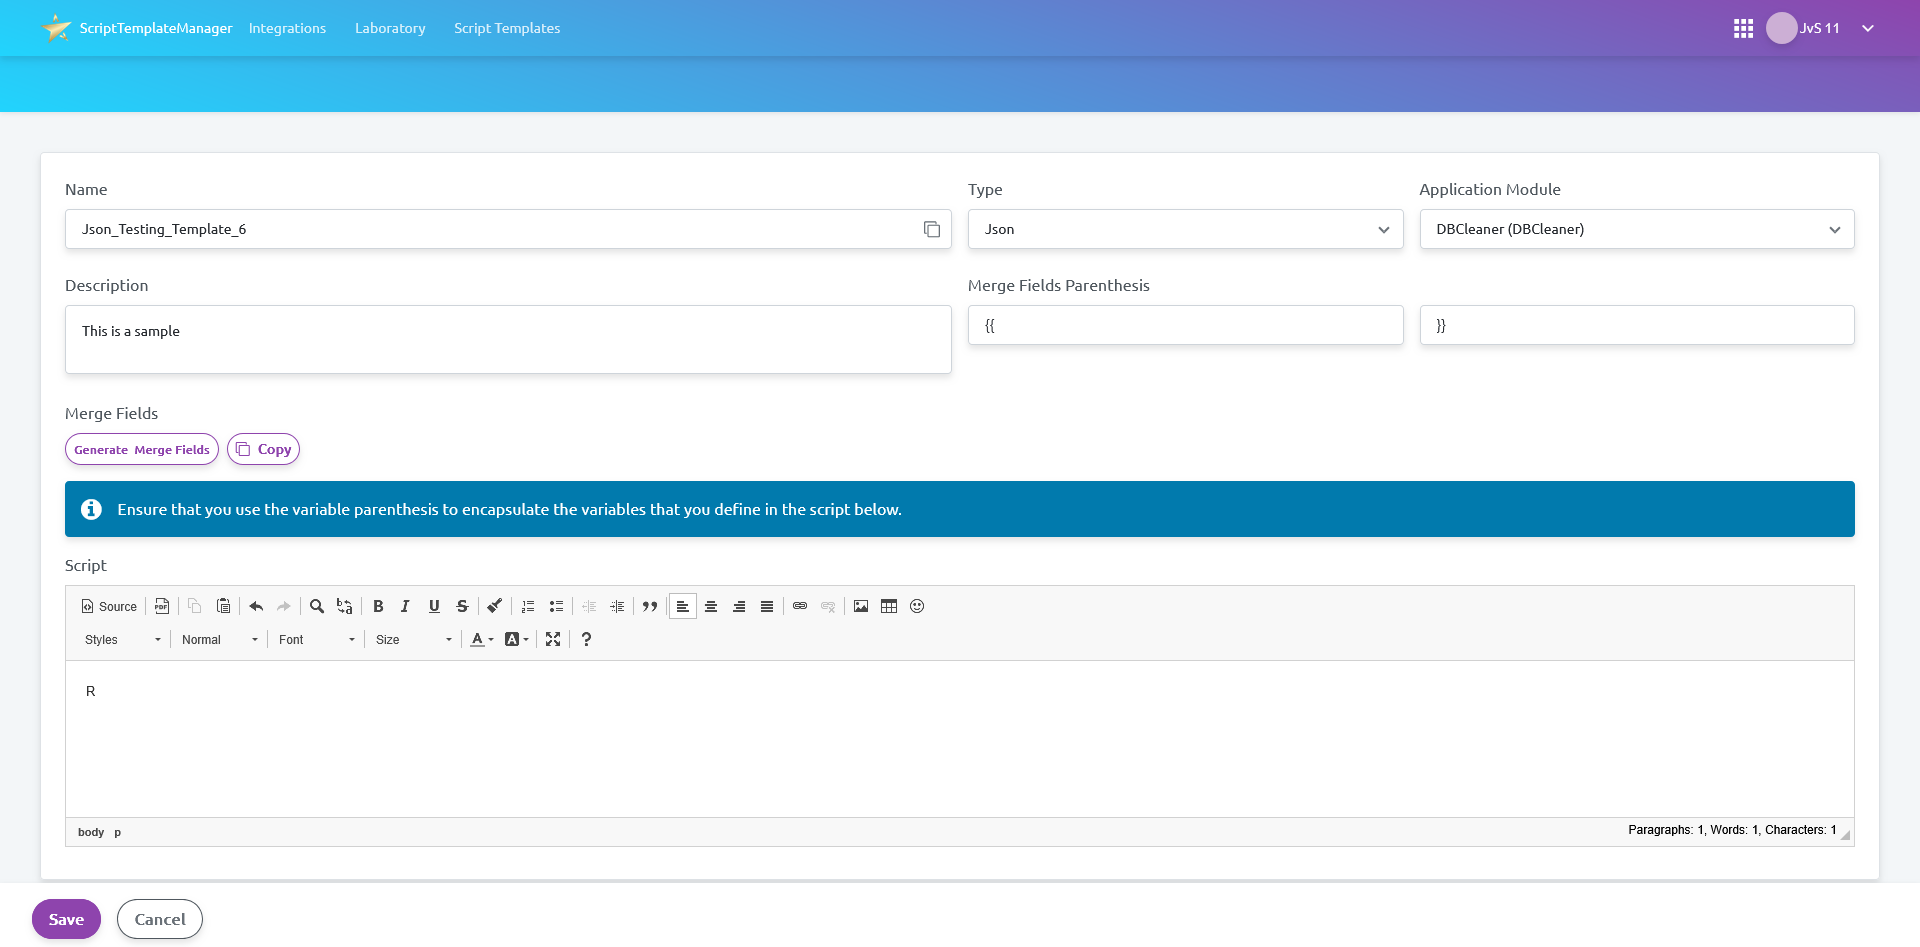 ScriptTemplateManager Integrations Laboratory Script Templates JvS 11
Name Type Application Module
Json_Testing_Template_6 Json DBCleaner (DBCleaner)
Description Merge Fields Parenthesis
This is a sample {{ }}
Merge Fields
Generate Merge Fields Copy
Ensure that you use the variable parenthesis to encapsulate the variables that you define in the script below.
Script
Source
Styles Normal Font Size
R
body p Paragraphs: 1, Words: 1, Characters: 1
Save Cancel